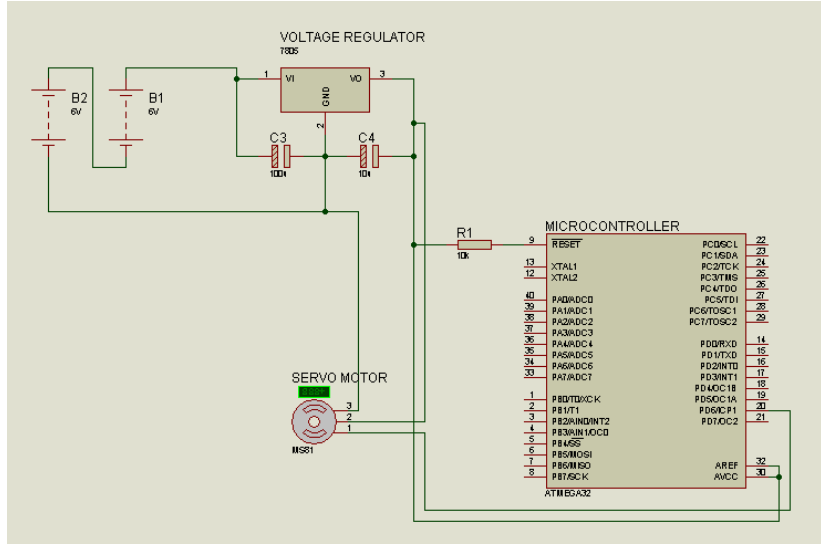 VOLTAGE REGULATOR
7805
1 VI VO 3
GND
2
B2
6V
B1
6V
C3
100u
C4
10u
R1
10k
MICROCONTROLLER
9 RESET
13 XTAL1
12 XTAL2
40 PA0/ADC0
39 PA1/ADC1
38 PA2/ADC2
37 PA3/ADC3
36 PA4/ADC4
35 PA5/ADC5
34 PA6/ADC6
33 PA7/ADC7
1 PB0/T0/XCK
2 PB1/T1
3 PB2/AIN0/INT2
4 PB3/AIN1/OC0
5 PB4/SS
6 PB5/MOSI
7 PB6/MISO
8 PB7/SCK
PC0/SCL 22
PC1/SDA 23
PC2/TCK 24
PC3/TMS 25
PC4/TDO 26
PC5/TDI 27
PC6/TOSC1 28
PC7/TOSC2 29
PD0/RXD 14
PD1/TXD 15
PD2/INT0 16
PD3/INT1 17
PD4/OC1B 18
PD5/OC1A 19
PD6/ICP1 20
PD7/OC2 21
AREF 32
AVCC 30
ATMEGA32
SERVO MOTOR
3
2
1